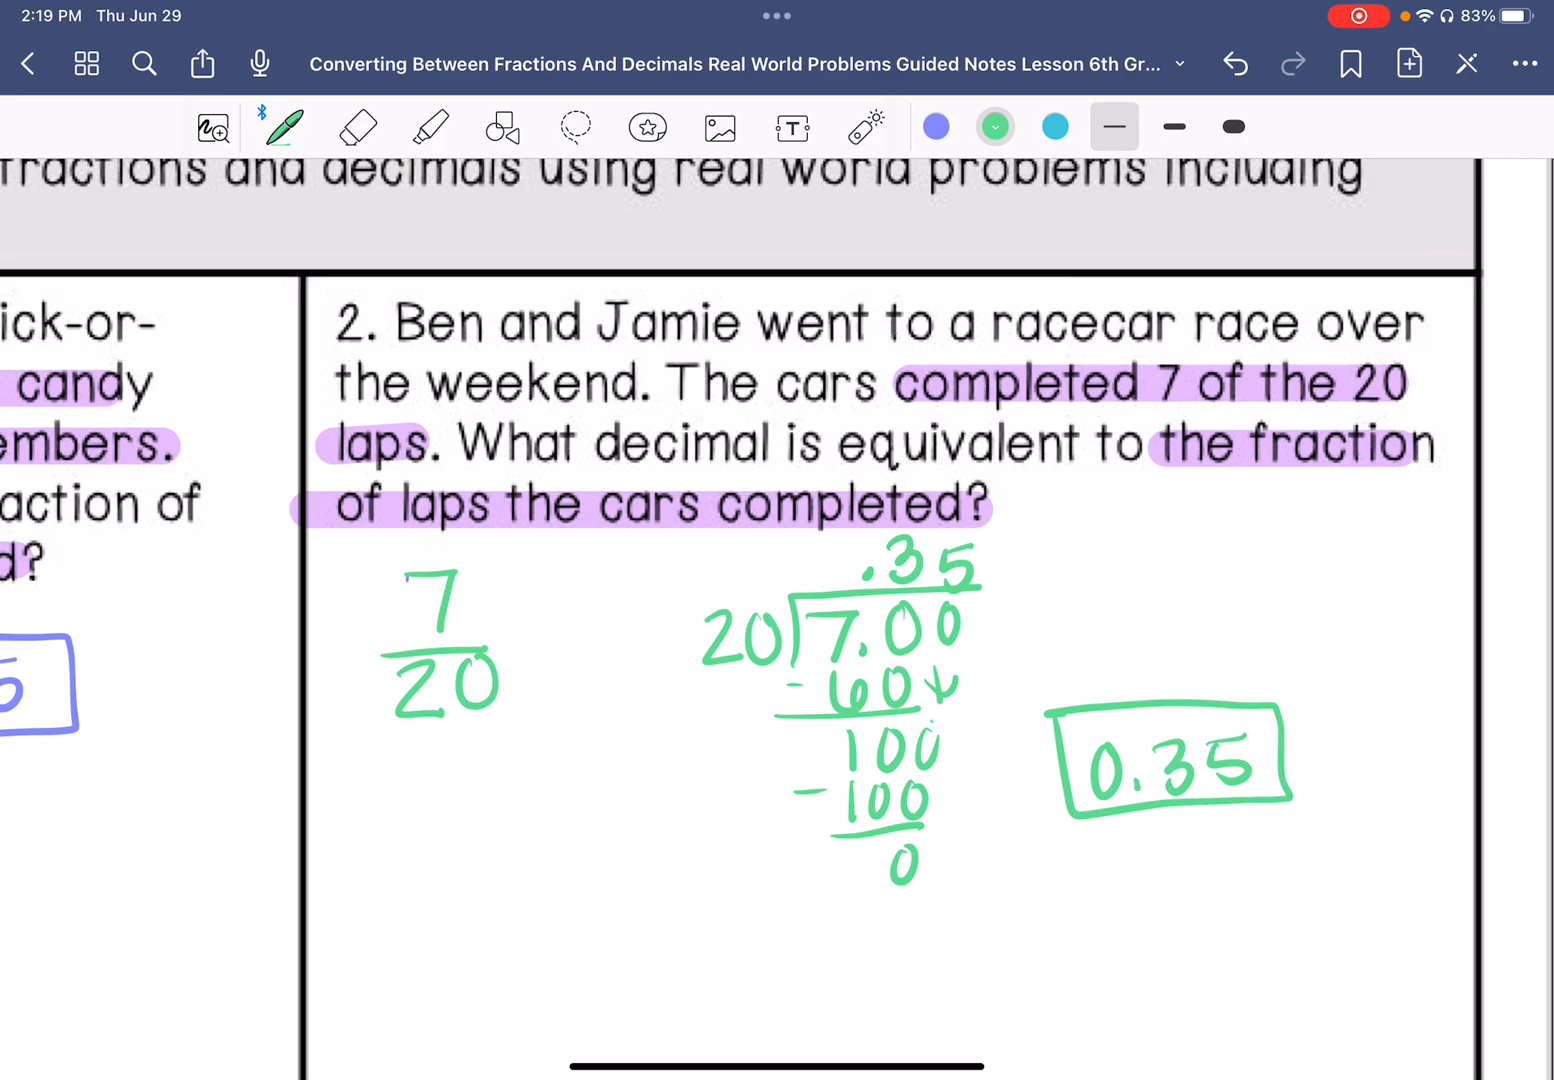 2:19 PM Thu Jun 29
83%
Converting Between Fractions And Decimals Real World Problems Guided Notes Lesson 6th Gr...
T
fractions and decimals using real world problems including
ick-or-
candy
embers.
action of
d?
5
2. Ben and Jamie went to a racecar race over
the weekend. The cars completed 7 of the 20
laps. What decimal is equivalent to the fraction
of laps the cars completed?
7
20
.35
20 7.00
- 60
100
- 100
0
0.35